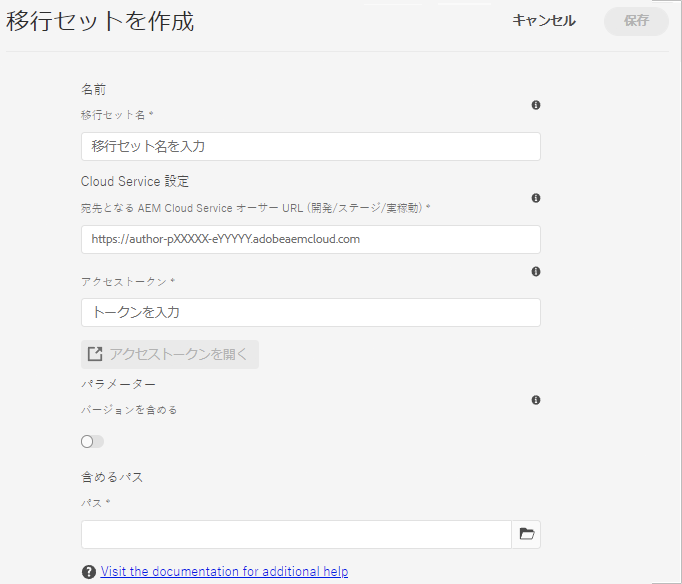 移行セットを作成
キャンセル
保存
名前
移行セット名 *
移行セット名を入力
Cloud Service 設定
宛先となる AEM Cloud Service オーサー URL (開発/ステージ/実稼動) *
https://author-pXXXXX-eYYYYY.adobeaemcloud.com
アクセストークン *
トークンを入力
アクセストークンを開く
パラメーター
バージョンを含める
含めるパス
パス *
Visit the documentation for additional help